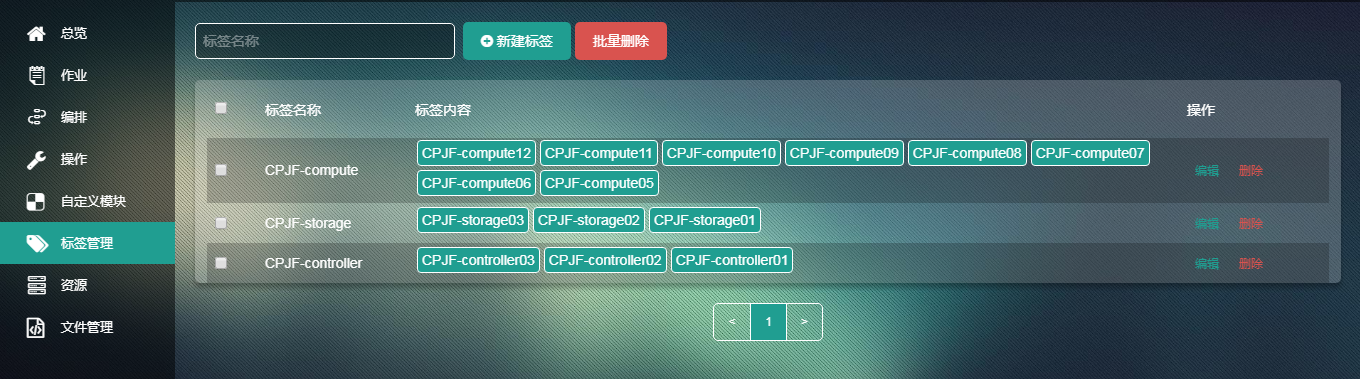 总览
作业
编排
操作
自定义模块
标签管理
资源
文件管理
标签名称 新建标签 批量删除
标签名称 标签内容 操作
CPJF-compute CPJF-compute12 CPJF-compute11 CPJF-compute10 CPJF-compute09 CPJF-compute08 CPJF-compute07
CPJF-compute06 CPJF-compute05 编辑 删除
CPJF-storage CPJF-storage03 CPJF-storage02 CPJF-storage01 编辑 删除
CPJF-controller CPJF-controller03 CPJF-controller02 CPJF-controller01 编辑 删除
< 1 >